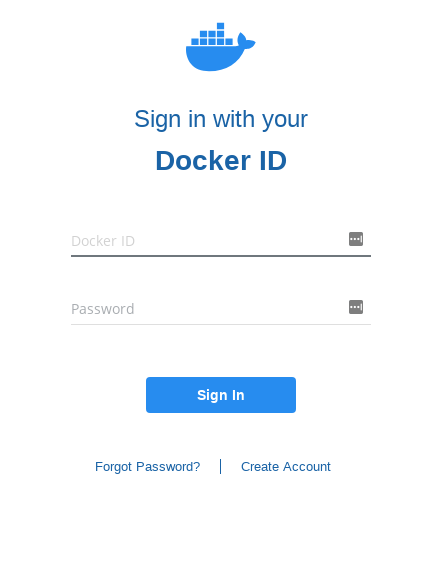 Sign in with your
Docker ID
Docker ID
Password
Sign In
Forgot Password?
Create Account